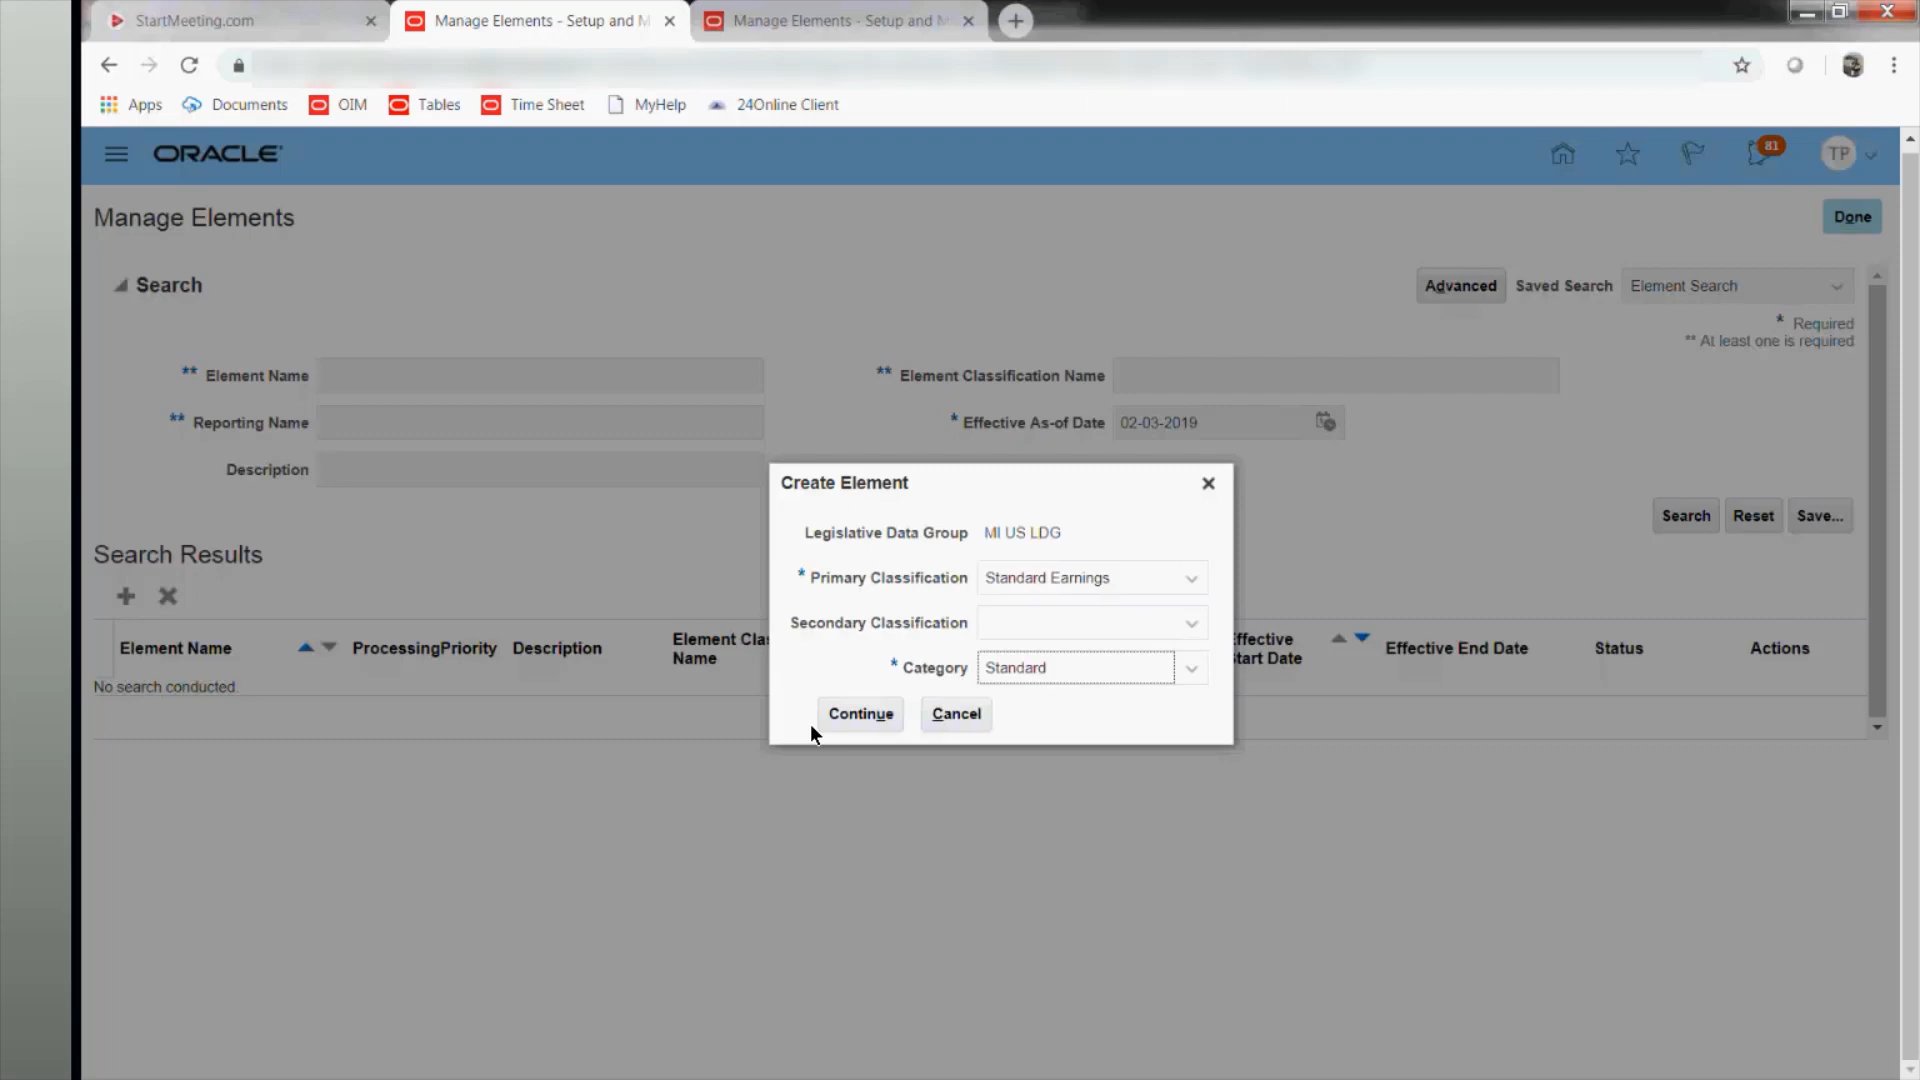 StartMeeting.com
Manage Elements - Setup and M
Manage Elements - Setup and M
Apps
Documents
OIM
Tables
Time Sheet
MyHelp
24Online Client
ORACLE
81
TP
Manage Elements
Done
Search
Advanced
Saved Search
Element Search
* Required
** At least one is required
** Element Name
** Element Classification Name
** Reporting Name
* Effective As-of Date
02-03-2019
Description
Search
Reset
Save...
Create Element
Legislative Data Group
MI US LDG
* Primary Classification
Standard Earnings
Secondary Classification
* Category
Standard
Continue
Cancel
Search Results
Element Name
ProcessingPriority
Description
Element Cla
Name
ffective
tart Date
Effective End Date
Status
Actions
No search conducted.